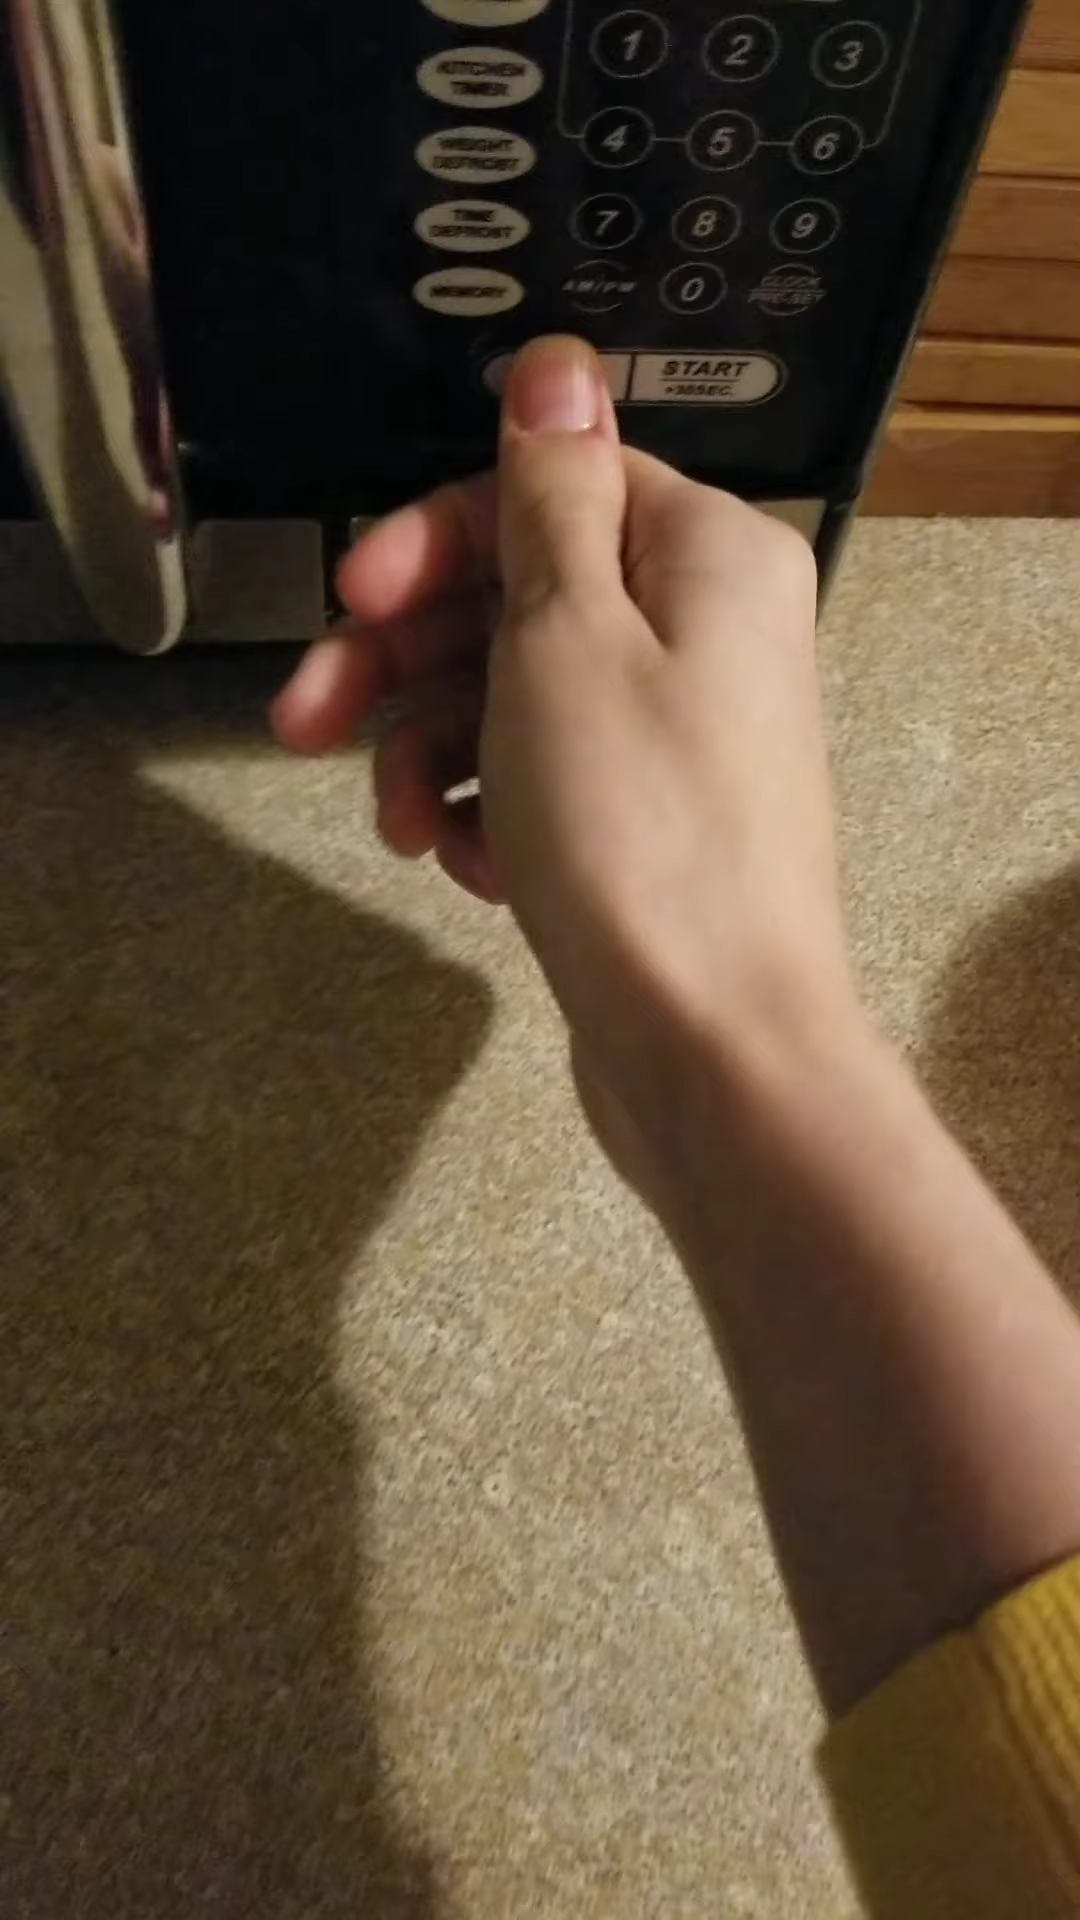 1 2 3
KITCHEN
TIMER
4 5 6
WEIGHT
DEFROST
7 8 9
TIME
DEFROST
MEMORY
AM/PM
0
CLOCK
PRE-SET
START
+30SEC.